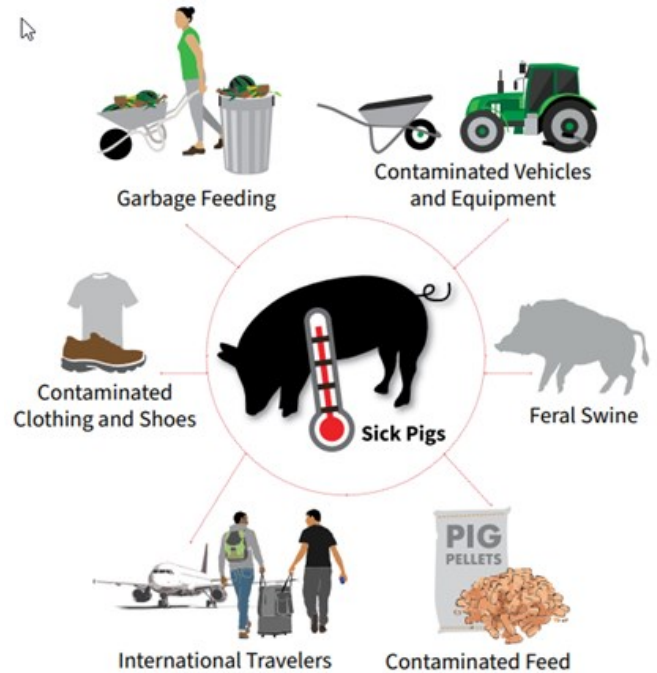 Garbage Feeding
Contaminated Vehicles
and Equipment
Contaminated
Clothing and Shoes
Sick Pigs
Feral Swine
PIG
PELLETS
International Travelers
Contaminated Feed